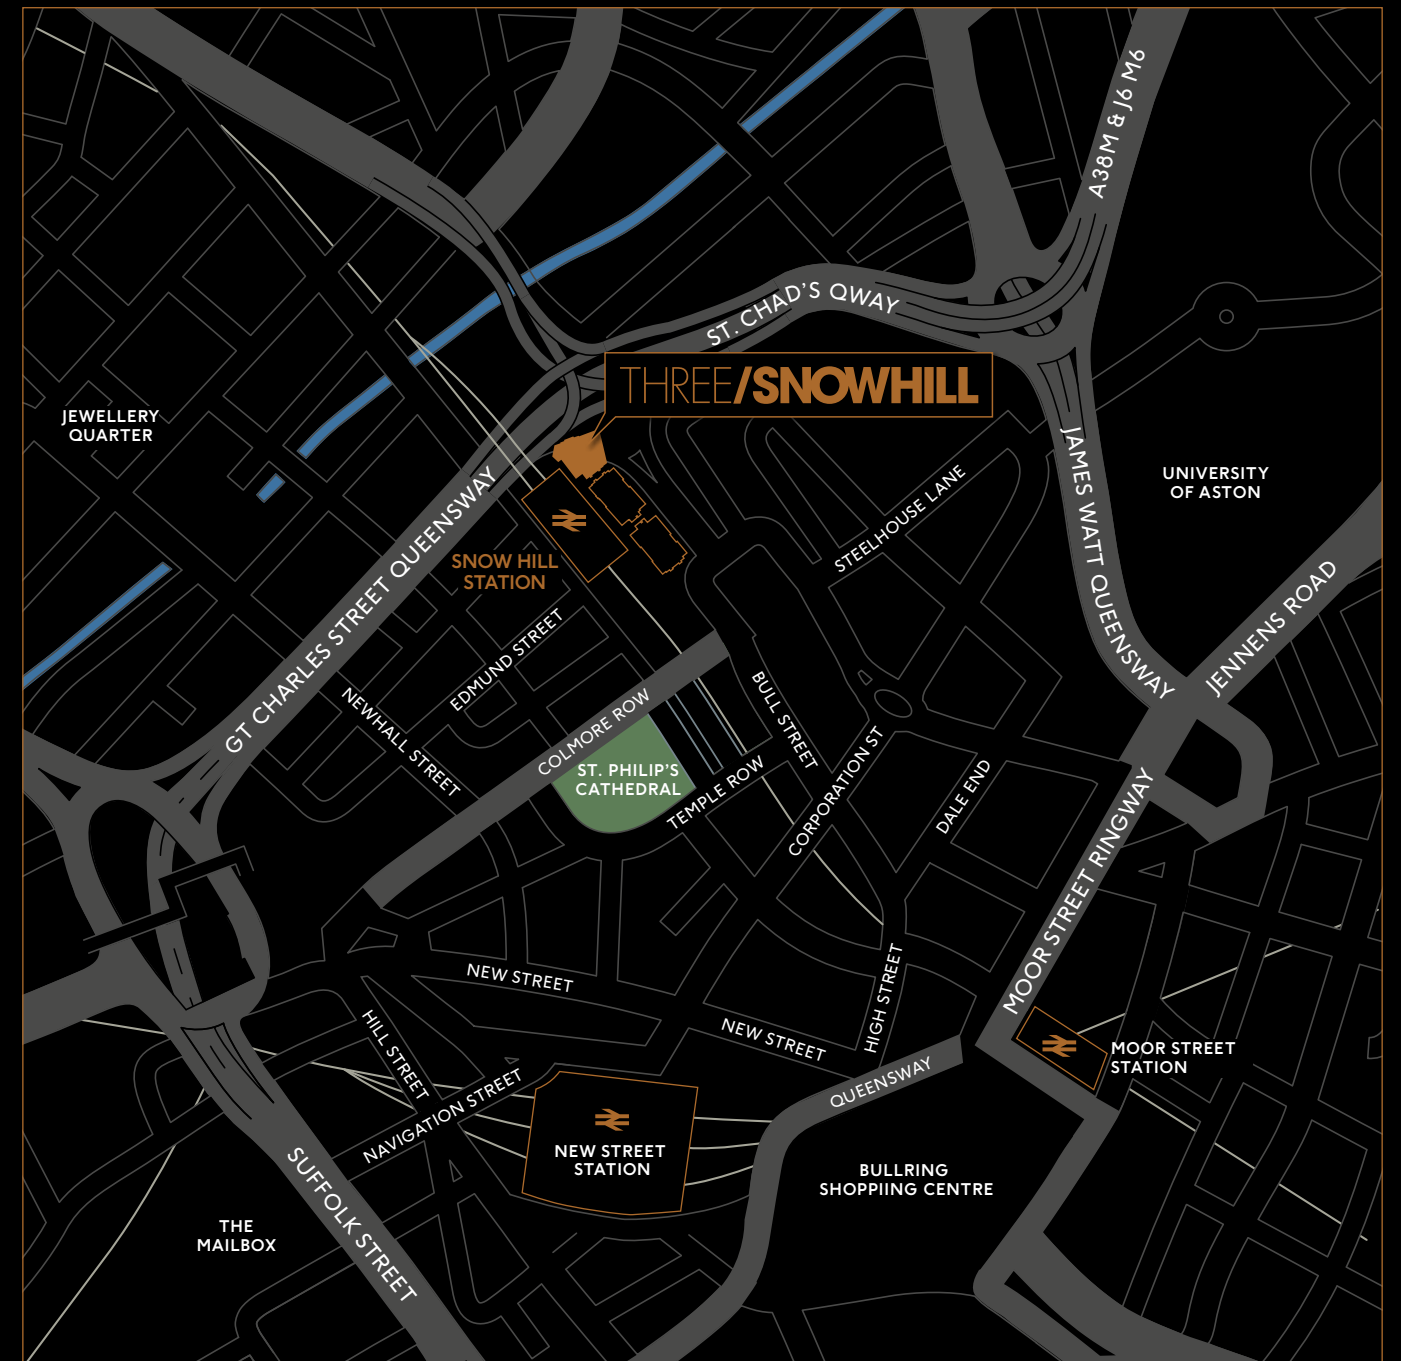 A38M & J6 M6
ST. CHAD'S QWAY
THREE/SNOWHILL
JEWELLERY
QUARTER
UNIVERSITY
OF ASTON
STEELHOUSE LANE
JAMES WATT QUEENSWAY
JENNENS ROAD
SNOW HILL
STATION
GT CHARLES STREET QUEENSWAY
EDMUND STREET
NEWHALL STREET
COLMORE ROW
BULL STREET
ST. PHILIP'S
CATHEDRAL
TEMPLE ROW
CORPORATION ST
DALE END
MOOR STREET RINGWAY
NEW STREET
HIGH STREET
NEW STREET
HILL STREET
NAVIGATION STREET
QUEENSWAY
MOOR STREET
STATION
NEW STREET
STATION
BULLRING
SHOPPIING CENTRE
SUFFOLK STREET
THE
MAILBOX